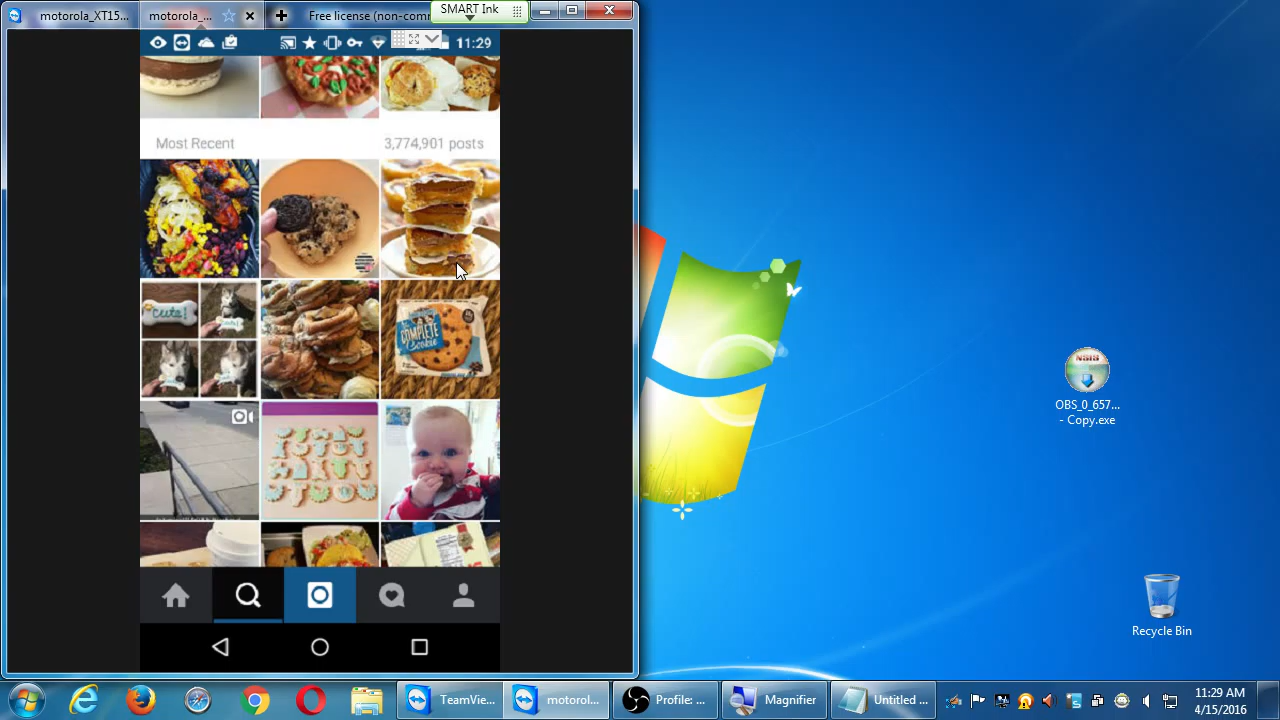 motorola_XT15...
motorola_...
Free license (non-comm
SMART Ink
11:29
Most Recent
3,774,901 posts
Cute!
COMPLETE
Cookie
OBS_0_657...
- Copy.exe
Recycle Bin
TeamVie...
motorol...
Profile: ...
Magnifier
Untitled ...
11:29 AM
4/15/2016